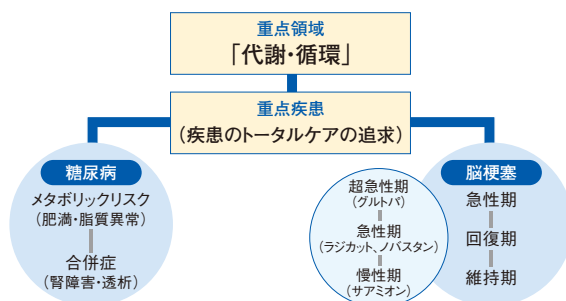 重点領域
「代謝・循環」
重点疾患
(疾患のトータルケアの追求)
糖尿病
メタボリックリスク
(肥満・脂質異常)
合併症
(腎障害・透析)
超急性期
(グルトパ)
急性期
(ラジカット、ノバスタン)
慢性期
(サアミオン)
脳梗塞
急性期
回復期
維持期